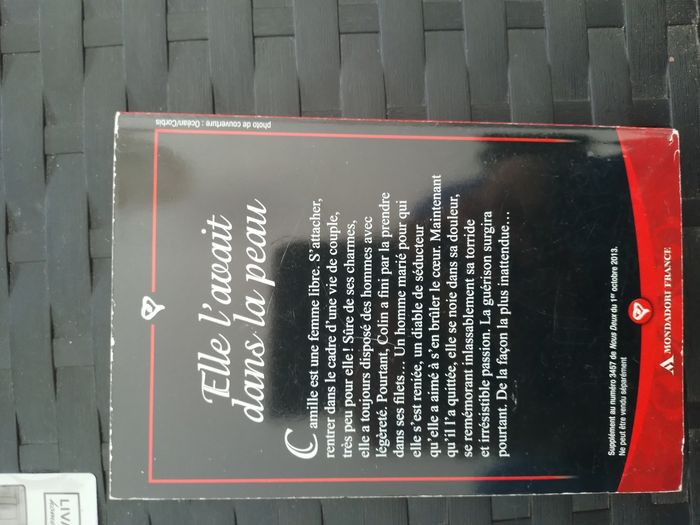 Elle l'avait
dans la peau
Camille est une femme libre. S'attacher,
rentrer dans le cadre d'une vie de couple,
très peu pour elle ! Sûre de ses charmes,
elle a toujours disposé des hommes avec
légèreté. Pourtant, Colin a fini par la prendre
dans ses filets… Un homme marié pour qui
elle s'est reniée, un diable de séducteur
qu'elle a aimé à s'en brûler le cœur. Maintenant
qu'il l'a quittée, elle se noie dans sa douleur,
se remémorant inlassablement sa torride
et irrésistible passion. La guérison surgira
pourtant. De la façon la plus inattendue…
Supplément au numéro 3457 de Nous Deux du 1er octobre 2013.
Ne peut être vendu séparément
MONDADORI FRANCE
photo de couverture : Océan/Corbis
LIV